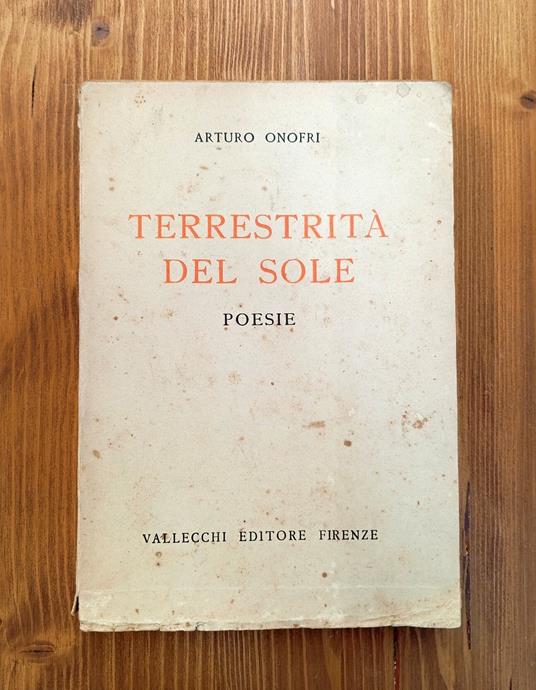 ARTURO ONOFRI
TERRESTRITÀ
DEL SOLE
POESIE
VALLECCHI EDITORE FIRENZE